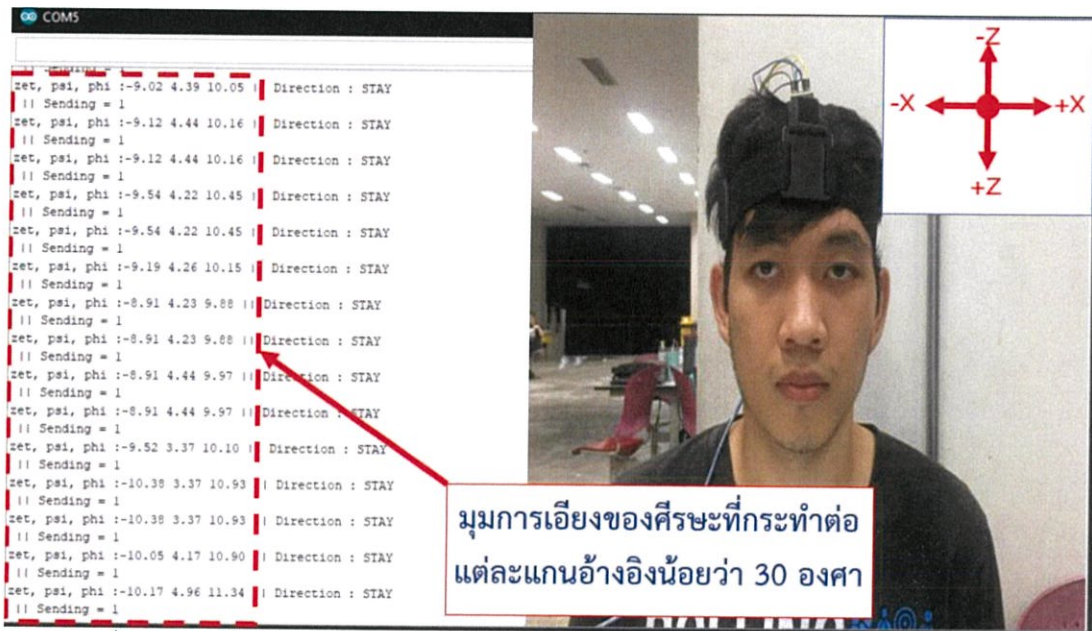 COM5
|| Sending = 1
zet, psi, phi :-9.02 4.39 10.05 || Direction : STAY
|| Sending = 1
zet, psi, phi :-9.12 4.44 10.16 || Direction : STAY
|| Sending = 1
zet, psi, phi :-9.12 4.44 10.16 || Direction : STAY
|| Sending = 1
zet, psi, phi :-9.54 4.22 10.45 || Direction : STAY
|| Sending = 1
zet, psi, phi :-9.54 4.22 10.45 || Direction : STAY
|| Sending = 1
zet, psi, phi :-9.19 4.26 10.15 || Direction : STAY
|| Sending = 1
zet, psi, phi :-8.91 4.23 9.88 || Direction : STAY
|| Sending = 1
zet, psi, phi :-8.91 4.23 9.88 || Direction : STAY
|| Sending = 1
zet, psi, phi :-8.91 4.44 9.97 || Direction : STAY
|| Sending = 1
zet, psi, phi :-8.91 4.44 9.97 || Direction : STAY
|| Sending = 1
zet, psi, phi :-9.52 3.37 10.10 || Direction : STAY
|| Sending = 1
zet, psi, phi :-10.38 3.37 10.93 || Direction : STAY
|| Sending = 1
zet, psi, phi :-10.38 3.37 10.93 || Direction : STAY
|| Sending = 1
zet, psi, phi :-10.05 4.17 10.90 || Direction : STAY
|| Sending = 1
zet, psi, phi :-10.17 4.96 11.34 || Direction : STAY
|| Sending = 1
-Z
-X
+X
+Z
มุมการเอียงของศีรษะที่กระทำต่อ
แต่ละแกนอ้างอิงน้อยว่า 30 องศา